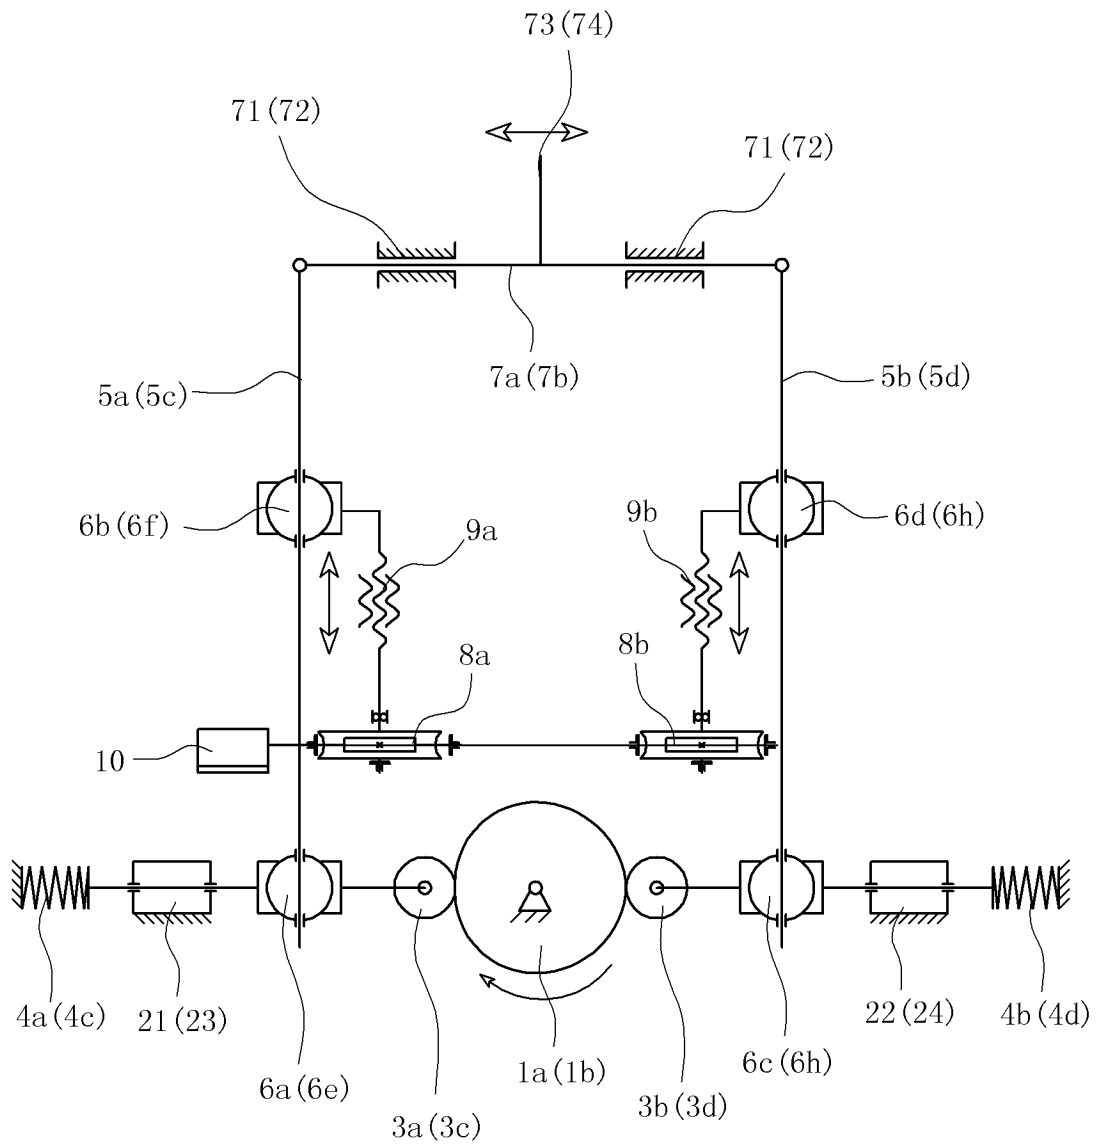 73(74)
71(72)
71(72)
7a(7b)
5a(5c)
5b(5d)
6b(6f)
9a
9b
6d(6h)
8a
8b
10
4a(4c)
21(23)
22(24)
4b(4d)
6a(6e)
1a(1b)
6c(6h)
3a(3c)
3b(3d)